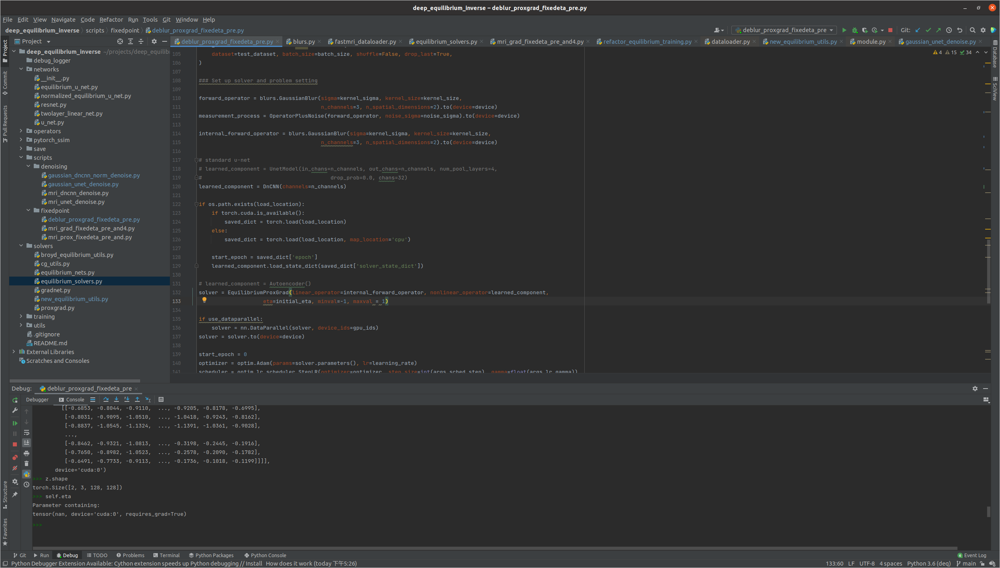 deep_equilibrium_inverse – deblur_proxgrad_fixedeta_pre.py
File Edit View Navigate Code Refactor Run Tools Git Window Help
deep_equilibrium_inverse scripts fixedpoint deblur_proxgrad_fixedeta_pre.py
deblur_proxgrad_fixedeta_pre Git:
Project
deblur_proxgrad_fixedeta_pre.py blurs.py fastmri_dataloader.py equilibrium_solvers.py mri_grad_fixedeta_pre_and4.py refactor_equilibrium_training.py dataloader.py new_equilibrium_utils.py module.py gaussian_unet_denoise.py
Project
Commit
Pull Requests
Structure
Favorites
Database
SciView
deep_equilibrium_inverse ~/projects/deep_equilib
debug_logger
networks
__init__.py
equilibrium_u_net.py
normalized_equilibrium_u_net.py
resnet.py
twolayer_linear_net.py
u_net.py
operators
pytorch_ssim
save
scripts
denoising
gaussian_dncnn_norm_denoise.py
gaussian_unet_denoise.py
mri_dncnn_denoise.py
mri_unet_denoise.py
fixedpoint
deblur_proxgrad_fixedeta_pre.py
mri_grad_fixedeta_pre_and4.py
mri_prox_fixedeta_pre_and.py
solvers
broyd_equilibrium_utils.py
cg_utils.py
equilibrium_nets.py
equilibrium_solvers.py
gradnet.py
new_equilibrium_utils.py
proxgrad.py
training
utils
.gitignore
README.md
External Libraries
Scratches and Consoles
4 15 34
105 dataset=test_dataset, batch_size=batch_size, shuffle=False, drop_last=True,
106 )
107
108 ### Set up solver and problem setting
109
110 forward_operator = blurs.GaussianBlur(sigma=kernel_sigma, kernel_size=kernel_size,
111 n_channels=3, n_spatial_dimensions=2).to(device=device)
112 measurement_process = OperatorPlusNoise(forward_operator, noise_sigma=noise_sigma).to(device=device)
113
114 internal_forward_operator = blurs.GaussianBlur(sigma=kernel_sigma, kernel_size=kernel_size,
115 n_channels=3, n_spatial_dimensions=2).to(device=device)
116
117 # standard u-net
118 # learned_component = UnetModel(in_chans=n_channels, out_chans=n_channels, num_pool_layers=4,
119 # drop_prob=0.0, chans=32)
120 learned_component = DnCNN(channels=n_channels)
121
122 if os.path.exists(load_location):
123 if torch.cuda.is_available():
124 saved_dict = torch.load(load_location)
125 else:
126 saved_dict = torch.load(load_location, map_location='cpu')
127
128 start_epoch = saved_dict['epoch']
129 learned_component.load_state_dict(saved_dict['solver_state_dict'])
130
131 # learned_component = Autoencoder()
132 solver = EquilibriumProxGrad(linear_operator=internal_forward_operator, nonlinear_operator=learned_component,
133 eta=initial_eta, minval=-1, maxval = 1)
134
135 if use_dataparallel:
136 solver = nn.DataParallel(solver, device_ids=gpu_ids)
137 solver = solver.to(device=device)
138
139 start_epoch = 0
140 optimizer = optim.Adam(params=solver.parameters(), lr=learning_rate)
141 scheduler = optim.lr_scheduler.StepLR(optimizer=optimizer, step_size=int(args.sched_step), gamma=float(args.lr_gamma))
Debug: deblur_proxgrad_fixedeta_pre
Debugger Console
[[-0.6853, -0.8044, -0.9110, ..., -0.9205, -0.8178, -0.6995],
[-0.8031, -0.9095, -1.0510, ..., -1.0418, -0.9243, -0.8162],
[-0.8837, -1.0545, -1.1324, ..., -1.1391, -1.0361, -0.9028],
...,
[-0.8462, -0.9321, -1.0813, ..., -0.3198, -0.2445, -0.1916],
[-0.7650, -0.8982, -1.0523, ..., -0.2578, -0.2090, -0.1782],
[-0.6491, -0.7733, -0.9113, ..., -0.1736, -0.1018, -0.1199]]]],
device='cuda:0')
>>> z.shape
torch.Size([2, 3, 128, 128])
>>> self.eta
Parameter containing:
tensor(nan, device='cuda:0', requires_grad=True)
>>>
Git Run Debug TODO Problems Terminal Python Packages Python Console 6 Event Log
Python Debugger Extension Available: Cython extension speeds up Python debugging // Install How does it work (today 下午5:26) 133:60 LF UTF-8 4 spaces Python 3.6 (deq) main